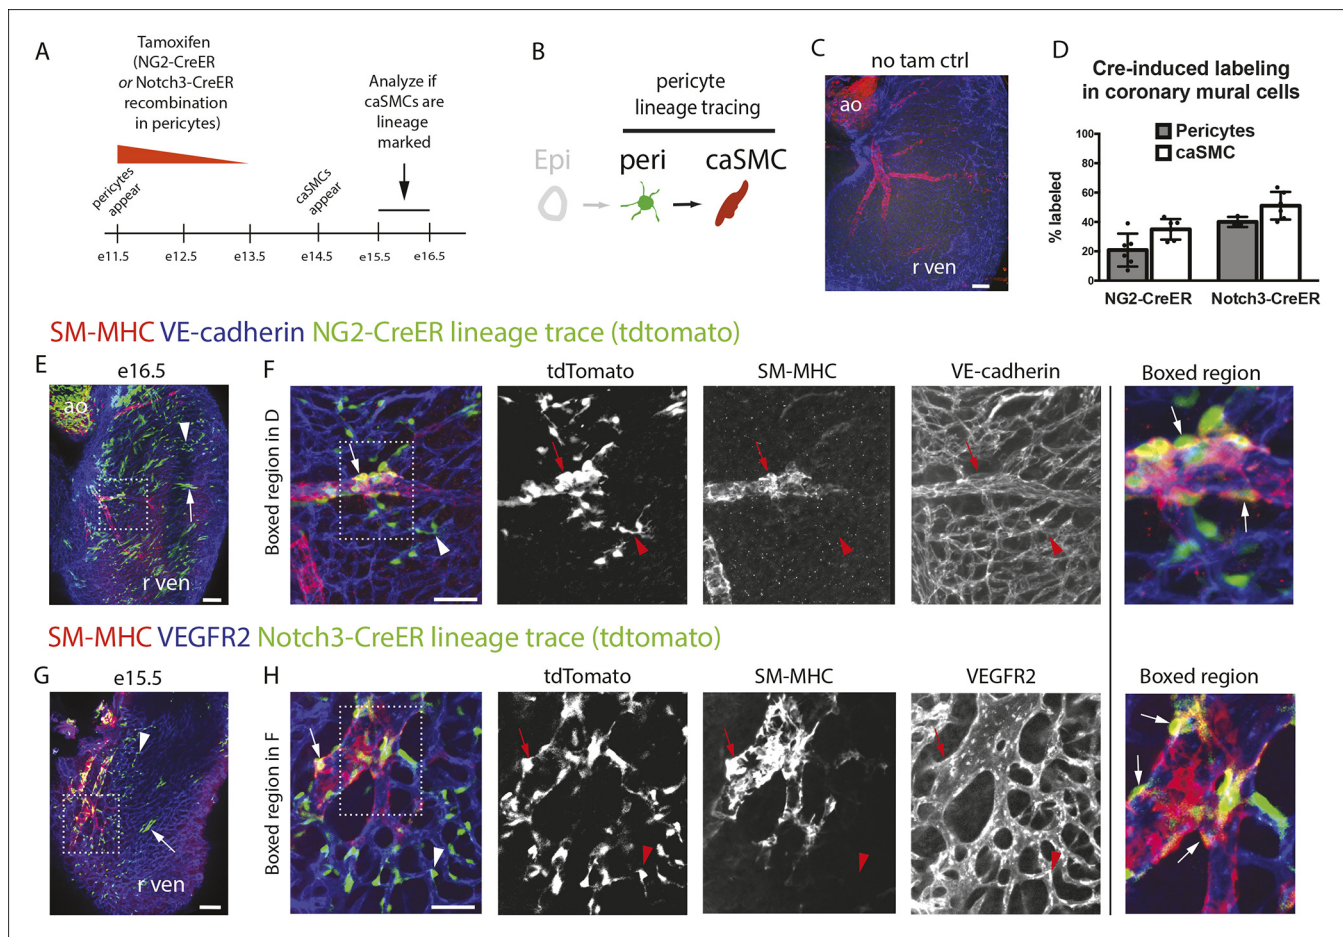 A
Tamoxifen
(NG2-CreER
or Notch3-CreER
recombination
in pericytes)
Analyze if
caSMCs are
lineage
marked
pericytes
appear
caSMCs
appear
e11.5 e12.5 e13.5 e14.5 e15.5 e16.5
B
pericyte
lineage tracing
Epi peri caSMC
C
no tam ctrl
ao
r ven
D
Cre-induced labeling
in coronary mural cells
Pericytes
caSMC
% labeled
100
80
60
40
20
0
NG2-CreER Notch3-CreER
SM-MHC VE-cadherin NG2-CreER lineage trace (tdtomato)
E
e16.5
ao
r ven
F
Boxed region in D
tdTomato
SM-MHC
VE-cadherin
Boxed region
SM-MHC VEGFR2 Notch3-CreER lineage trace (tdtomato)
G
e15.5
r ven
H
Boxed region in F
tdTomato
SM-MHC
VEGFR2
Boxed region